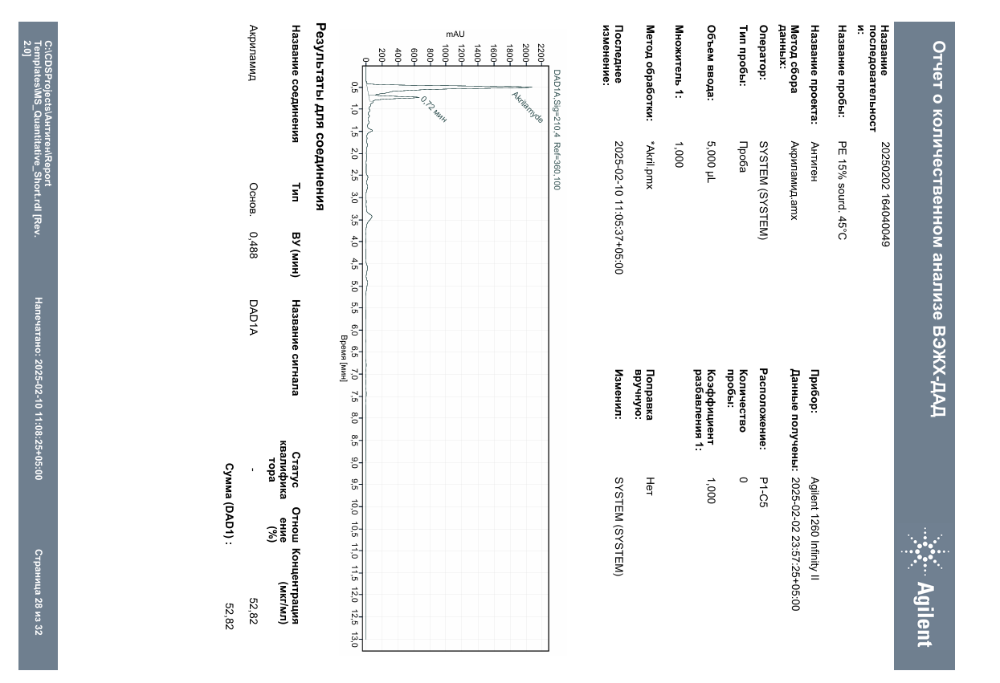 Отчет о количественном анализе ВЭЖХ-ДАД
Agilent
Название
последовательност
и:
20250202 164040049
Название пробы:
PE 15% sourd. 45°C
Название проекта:
Антиген
Прибор:
Agilent 1260 Infinity II
Метод сбора
данных:
Акриламид.amx
Данные получены:
2025-02-02 23:57:25+05:00
Оператор:
SYSTEM (SYSTEM)
Расположение:
P1-C5
Тип пробы:
Проба
Количество
пробы:
0
Объем ввода:
5,000 µL
Коэффициент
разбавления 1:
1,000
Множитель 1:
1,000
Метод обработки:
*Akril.pmx
Поправка
вручную:
Нет
Последнее
изменение:
2025-02-10 11:05:37+05:00
Изменил:
SYSTEM (SYSTEM)
DAD1A,Sig=210,4 Ref=360,100
mAU
2200
2000
1800
1600
1400
1200
1000
800
600
400
200
0
Akrilamyde
0,72 мин
0,5 1,0 1,5 2,0 2,5 3,0 3,5 4,0 4,5 5,0 5,5 6,0 6,5 7,0 7,5 8,0 8,5 9,0 9,5 10,0 10,5 11,0 11,5 12,0 12,5 13,0
Время [мин]
Результаты для соединения
Название соединения
Тип
ВУ (мин)
Название сигнала
Статус
квалифика
тора
Отнош
ение
(%)
Концентрация
(мкг/мл)
Акриламид
Основ.
0,488
DAD1A
-
52,82
Сумма (DAD1) :
52,82
C:\CDSProjects\Антиген\Report
Templates\MS_Quantitative_Short.rdl [Rev.
2.0]
Напечатано: 2025-02-10 11:08:25+05:00
Страница 28 из 32